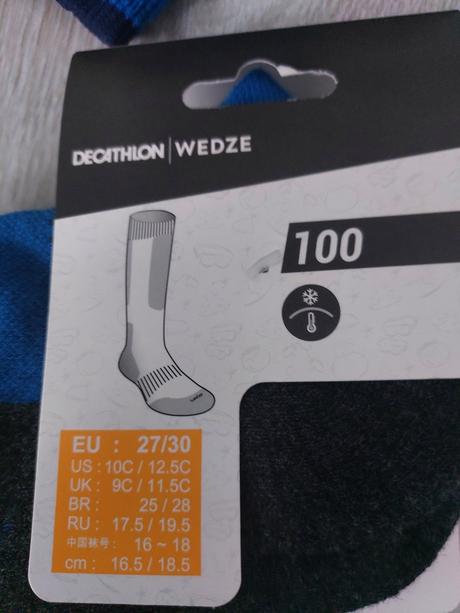 DECATHLON WEDZE
100
EU : 27/30
US : 10C / 12.5C
UK : 9C / 11.5C
BR : 25 / 28
RU : 17.5 / 19.5
中国袜号 : 16 ~ 18
cm : 16.5 / 18.5